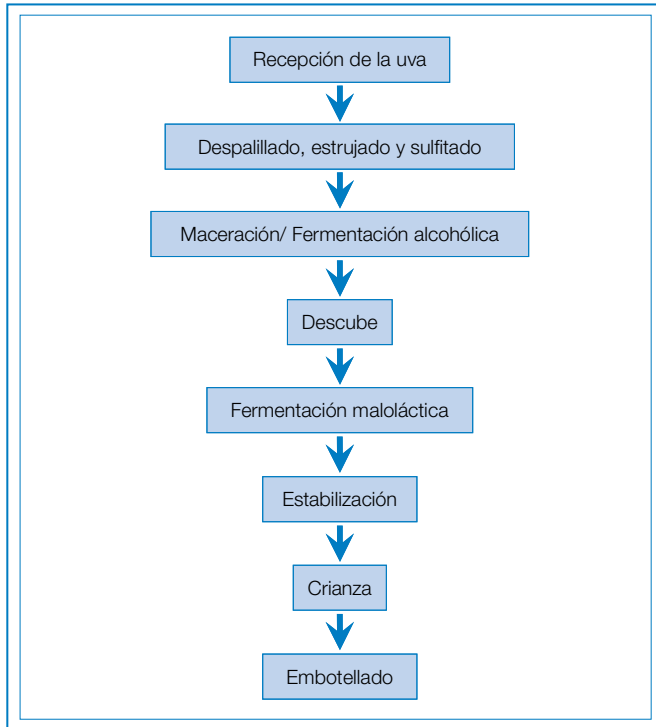 Recepción de la uva
Despalillado, estrujado y sulfitado
Maceración/ Fermentación alcohólica
Descube
Fermentación maloláctica
Estabilización
Crianza
Embotellado